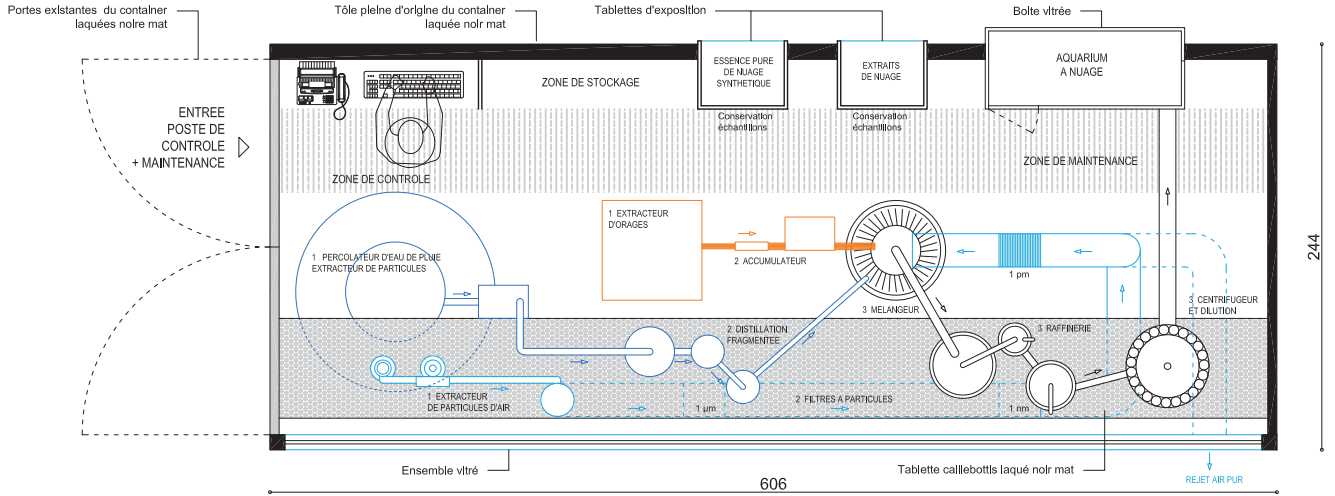 Portes existantes du container
laquées noire mat
Tôle pleine d'origine du container
laquée noir mat
Tablettes d'exposition
Boîte vitrée
ESSENCE PURE
DE NUAGE
SYNTHETIQUE
EXTRAITS
DE NUAGE
AQUARIUM
A NUAGE
ZONE DE STOCKAGE
Conservation
échantillons
Conservation
échantillons
ENTREE
POSTE DE
CONTROLE
+ MAINTENANCE
ZONE DE CONTROLE
ZONE DE MAINTENANCE
1 EXTRACTEUR
D'ORAGES
1 PERCOLATEUR D'EAU DE PLUIE
EXTRACTEUR DE PARTICULES
2 ACCUMULATEUR
1 pm
244
3 MELANGEUR
3 CENTRIFUGEUR
ET DILUTION
2 DISTILLATION
FRAGMENTEE
3 RAFFINERIE
1 EXTRACTEUR
DE PARTICULES D'AIR
1 µm
2 FILTRES A PARTICULES
1 nm
Ensemble vitré
Tablette caillebottis laqué noir mat
REJET AIR PUR
606